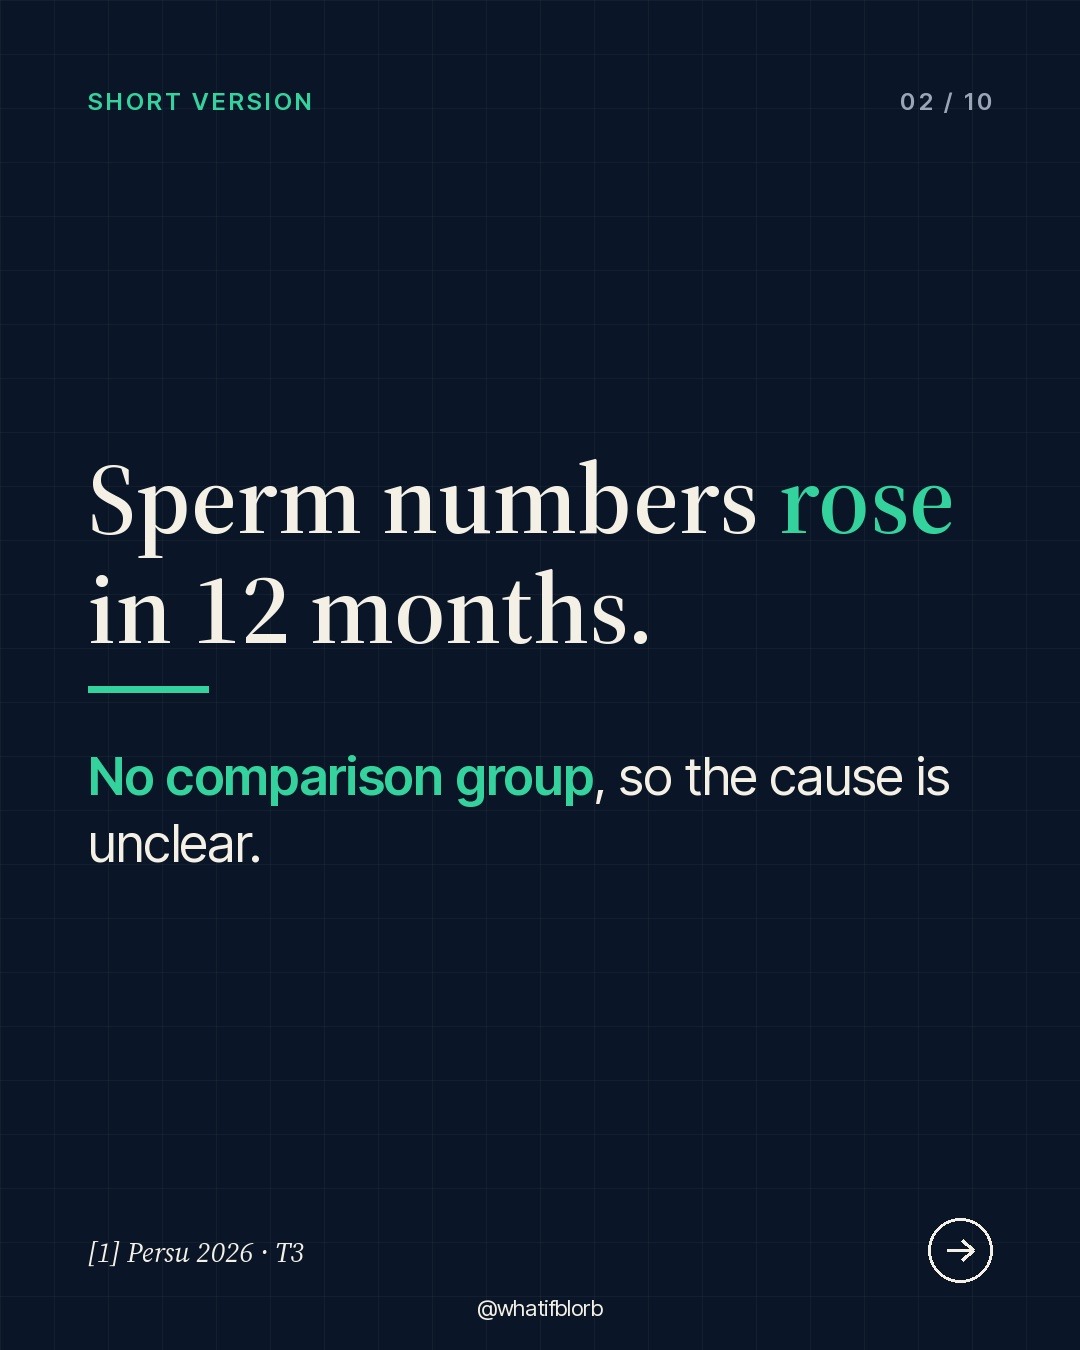 SHORT VERSION
02 / 10
Sperm numbers rose
in 12 months.
No comparison group, so the cause is
unclear.
[1] Persu 2026 · T3
@whatifblorb